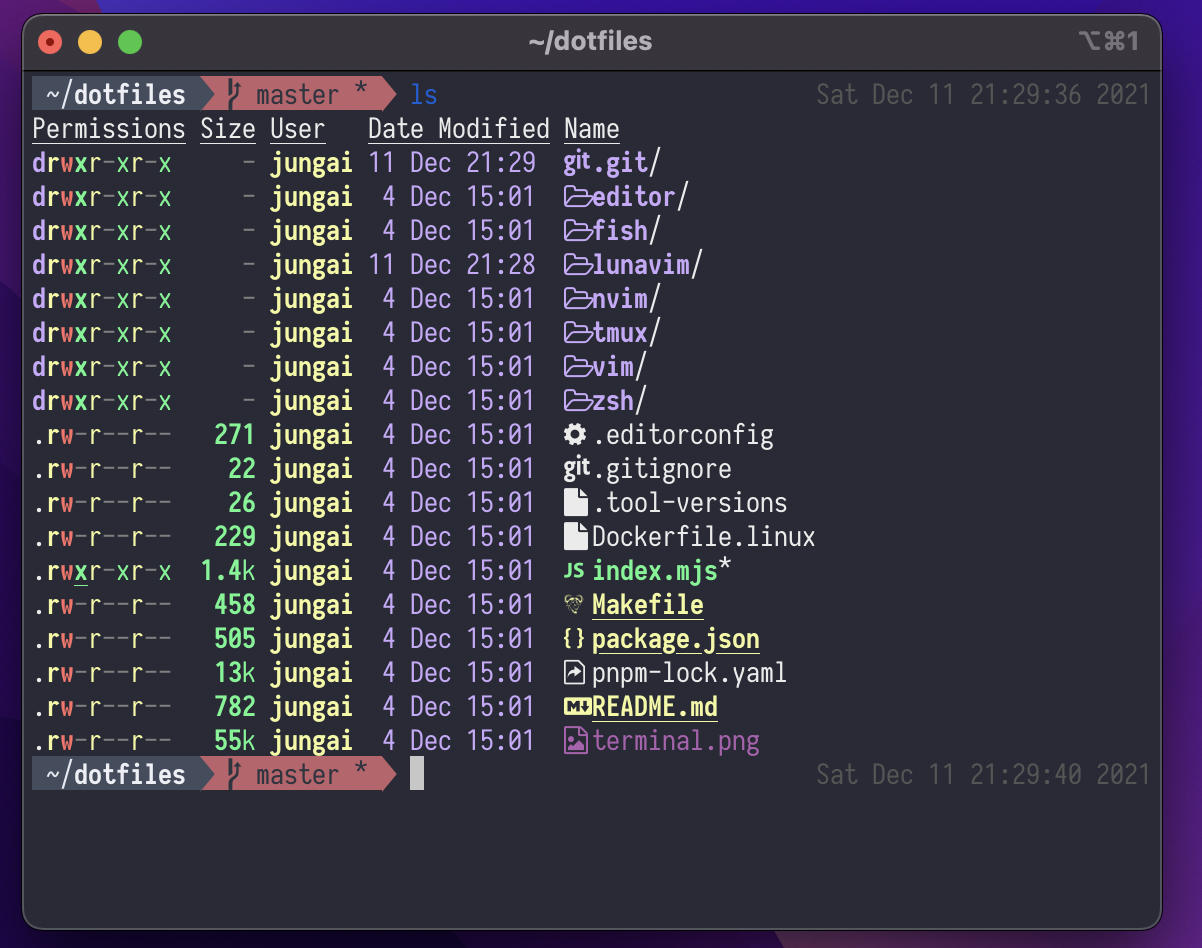 ~/dotfiles ⌥⌘1
~/dotfiles master * ls Sat Dec 11 21:29:36 2021
Permissions Size User Date Modified Name
drwxr-xr-x - jungai 11 Dec 21:29 git .git/
drwxr-xr-x - jungai 4 Dec 15:01 editor/
drwxr-xr-x - jungai 4 Dec 15:01 fish/
drwxr-xr-x - jungai 11 Dec 21:28 lunavim/
drwxr-xr-x - jungai 4 Dec 15:01 nvim/
drwxr-xr-x - jungai 4 Dec 15:01 tmux/
drwxr-xr-x - jungai 4 Dec 15:01 vim/
drwxr-xr-x - jungai 4 Dec 15:01 zsh/
.rw-r--r-- 271 jungai 4 Dec 15:01 .editorconfig
.rw-r--r-- 22 jungai 4 Dec 15:01 git .gitignore
.rw-r--r-- 26 jungai 4 Dec 15:01 .tool-versions
.rw-r--r-- 229 jungai 4 Dec 15:01 Dockerfile.linux
.rwxr-xr-x 1.4k jungai 4 Dec 15:01 JS index.mjs*
.rw-r--r-- 458 jungai 4 Dec 15:01 Makefile
.rw-r--r-- 505 jungai 4 Dec 15:01 {} package.json
.rw-r--r-- 13k jungai 4 Dec 15:01 pnpm-lock.yaml
.rw-r--r-- 782 jungai 4 Dec 15:01 M↓ README.md
.rw-r--r-- 55k jungai 4 Dec 15:01 terminal.png
~/dotfiles master * Sat Dec 11 21:29:40 2021